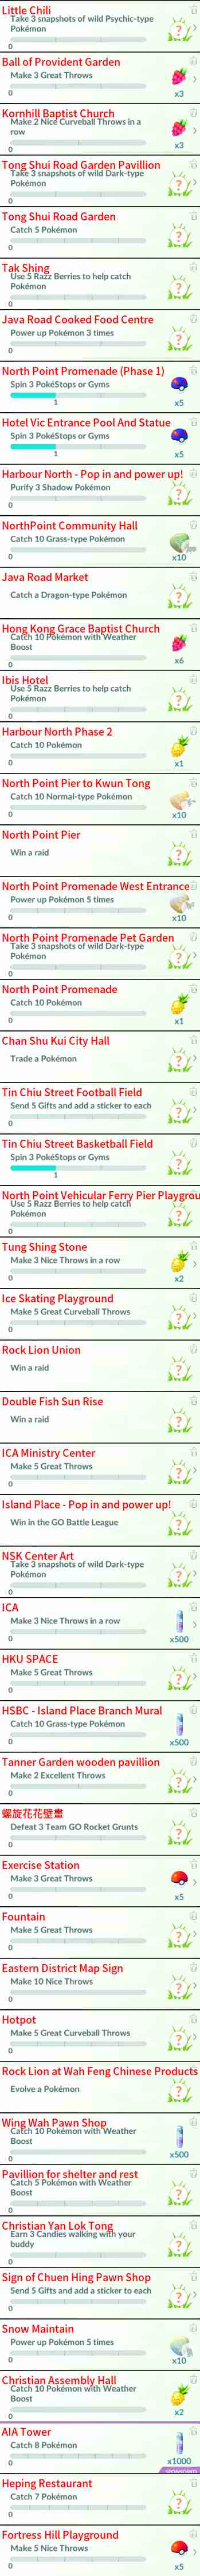 Little Chili
Take 3 snapshots of wild Psychic-type
Pokémon
0
?
Ball of Provident Garden
Make 3 Great Throws
0
x3
Kornhill Baptist Church
Make 2 Nice Curveball Throws in a
row
0
x3
Tong Shui Road Garden Pavillion
Take 3 snapshots of wild Dark-type
Pokémon
0
?
Tong Shui Road Garden
Catch 5 Pokémon
0
?
Tak Shing
Use 5 Razz Berries to help catch
Pokémon
0
?
Java Road Cooked Food Centre
Power up Pokémon 3 times
0
?
North Point Promenade (Phase 1)
Spin 3 PokéStops or Gyms
1
x5
Hotel Vic Entrance Pool And Statue
Spin 3 PokéStops or Gyms
1
x5
Harbour North - Pop in and power up!
Purify 3 Shadow Pokémon
0
?
NorthPoint Community Hall
Catch 10 Grass-type Pokémon
0
x10
Java Road Market
Catch a Dragon-type Pokémon
?
Hong Kong Grace Baptist Church
Catch 10 Pokémon with Weather
Boost
0
x6
Ibis Hotel
Use 5 Razz Berries to help catch
Pokémon
0
?
Harbour North Phase 2
Catch 10 Pokémon
0
x1
North Point Pier to Kwun Tong
Catch 10 Normal-type Pokémon
0
x10
North Point Pier
Win a raid
?
North Point Promenade West Entrance
Power up Pokémon 5 times
0
x10
North Point Promenade Pet Garden
Take 3 snapshots of wild Dark-type
Pokémon
0
?
North Point Promenade
Catch 10 Pokémon
0
x1
Chan Shu Kui City Hall
Trade a Pokémon
?
Tin Chiu Street Football Field
Send 5 Gifts and add a sticker to each
0
?
Tin Chiu Street Basketball Field
Spin 3 PokéStops or Gyms
1
?
North Point Vehicular Ferry Pier Playgrou
Use 5 Razz Berries to help catch
Pokémon
0
?
Tung Shing Stone
Make 3 Nice Throws in a row
0
x2
Ice Skating Playground
Make 5 Great Curveball Throws
0
?
Rock Lion Union
Win a raid
?
Double Fish Sun Rise
Win a raid
?
ICA Ministry Center
Make 5 Great Throws
0
?
Island Place - Pop in and power up!
Win in the GO Battle League
?
NSK Center Art
Take 3 snapshots of wild Dark-type
Pokémon
0
?
ICA
Make 3 Nice Throws in a row
0
x500
HKU SPACE
Make 5 Great Throws
0
?
HSBC - Island Place Branch Mural
Catch 10 Grass-type Pokémon
0
x500
Tanner Garden wooden pavillion
Make 2 Excellent Throws
0
?
螺旋花花壁畫
Defeat 3 Team GO Rocket Grunts
0
?
Exercise Station
Make 3 Great Throws
0
x5
Fountain
Make 5 Great Throws
0
?
Eastern District Map Sign
Make 10 Nice Throws
0
?
Hotpot
Make 5 Great Curveball Throws
0
?
Rock Lion at Wah Feng Chinese Products
Evolve a Pokémon
?
Wing Wah Pawn Shop
Catch 10 Pokémon with Weather
Boost
0
x500
Pavillion for shelter and rest
Catch 5 Pokémon with Weather
Boost
0
?
Christian Yan Lok Tong
Earn 3 Candies walking with your
buddy
0
?
Sign of Chuen Hing Pawn Shop
Send 5 Gifts and add a sticker to each
0
?
Snow Maintain
Power up Pokémon 5 times
0
x10
Christian Assembly Hall
Catch 10 Pokémon with Weather
Boost
0
x2
AIA Tower
Catch 8 Pokémon
0
x1000
Heping Restaurant
Catch 7 Pokémon
0
?
Fortress Hill Playground
Make 5 Nice Throws
0
x5